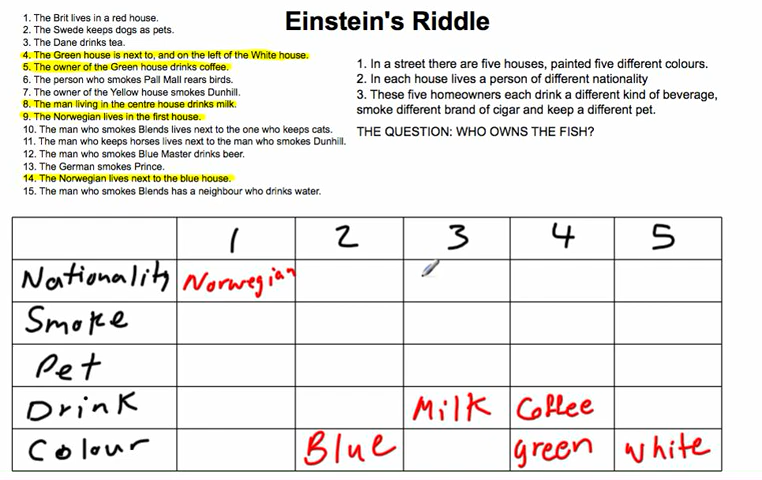 Einstein's Riddle
1. The Brit lives in a red house.
2. The Swede keeps dogs as pets.
3. The Dane drinks tea.
4. The Green house is next to, and on the left of the White house.
5. The owner of the Green house drinks coffee.
6. The person who smokes Pall Mall rears birds.
7. The owner of the Yellow house smokes Dunhill.
8. The man living in the centre house drinks milk.
9. The Norwegian lives in the first house.
10. The man who smokes Blends lives next to the one who keeps cats.
11. The man who keeps horses lives next to the man who smokes Dunhill.
12. The man who smokes Blue Master drinks beer.
13. The German smokes Prince.
14. The Norwegian lives next to the blue house.
15. The man who smokes Blends has a neighbour who drinks water.
1. In a street there are five houses, painted five different colours.
2. In each house lives a person of different nationality
3. These five homeowners each drink a different kind of beverage,
smoke different brand of cigar and keep a different pet.
THE QUESTION: WHO OWNS THE FISH?
1 2 3 4 5
Nationality Norwegian
Smoke
Pet
Drink Milk Coffee
Colour Blue green white